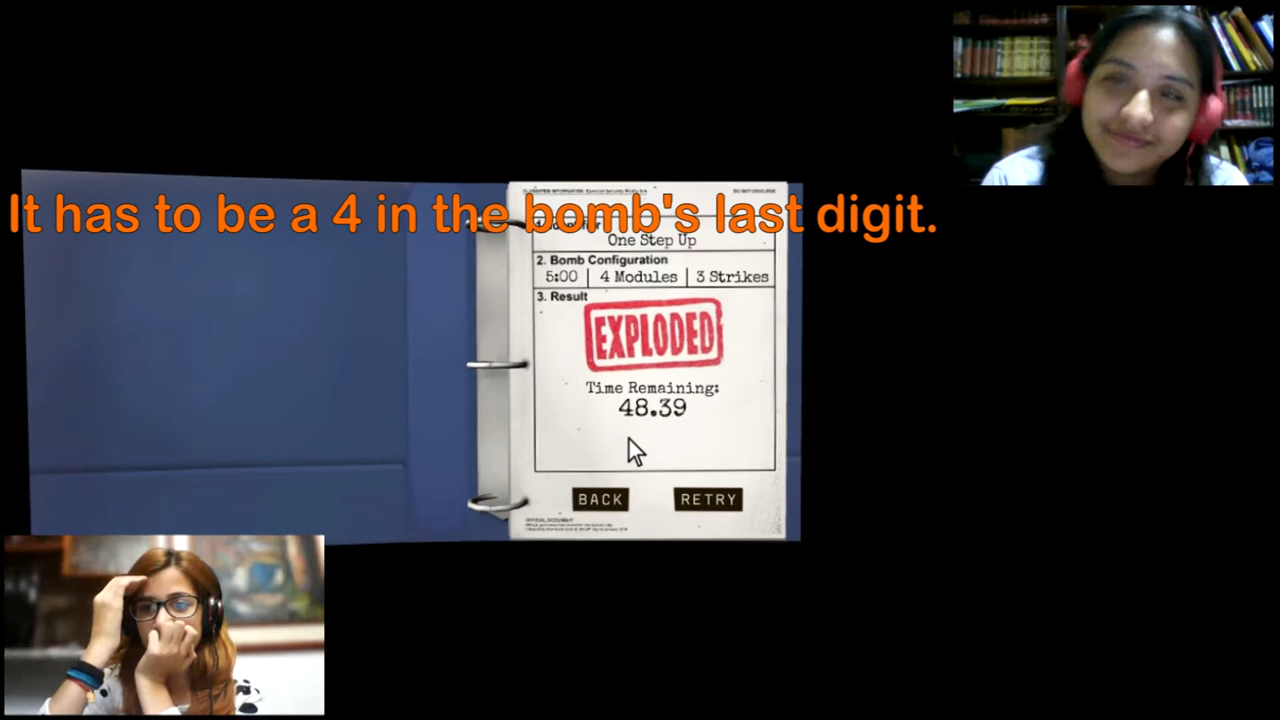 It has to be a 4 in the bomb's last digit.
One Step Up
2. Bomb Configuration
5:00 | 4 Modules | 3 Strikes
3. Result
EXPLODED
Time Remaining:
48.39
BACK RETRY